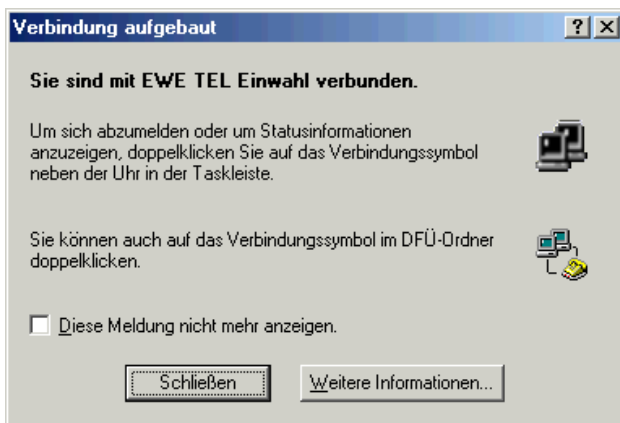 Verbindung aufgebaut
Sie sind mit EWE TEL Einwahl verbunden.
Um sich abzumelden oder um Statusinformationen
anzuzeigen, doppelklicken Sie auf das Verbindungssymbol
neben der Uhr in der Taskleiste.
Sie können auch auf das Verbindungssymbol im DFÜ-Ordner
doppelklicken.
Diese Meldung nicht mehr anzeigen.
Schließen
Weitere Informationen...